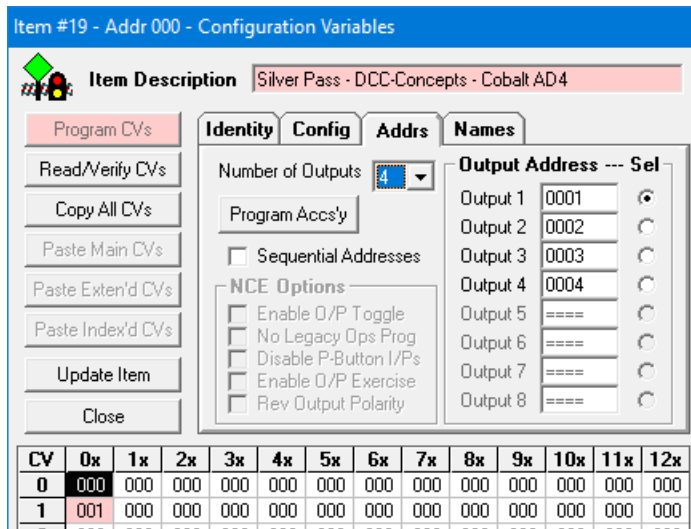 Item #19 - Addr 000 - Configuration Variables
Item Description Silver Pass - DCC-Concepts - Cobalt AD4
Program CVs
Read/Verify CVs
Copy All CVs
Paste Main CVs
Paste Exten'd CVs
Paste Index'd CVs
Update Item
Close
Identity Config Addrs Names
Number of Outputs 4
Program Accs'y
Sequential Addresses
NCE Options
Enable O/P Toggle
No Legacy Ops Prog
Disable P-Button I/Ps
Enable O/P Exercise
Rev Output Polarity
Output Address --- Sel
Output 1 0001
Output 2 0002
Output 3 0003
Output 4 0004
Output 5 ====
Output 6 ====
Output 7 ====
Output 8 ====
CV 0x 1x 2x 3x 4x 5x 6x 7x 8x 9x 10x 11x 12x
0 000 000 000 000 000 000 000 000 000 000 000 000 000
1 001 000 000 000 000 000 000 000 000 000 000 000 000